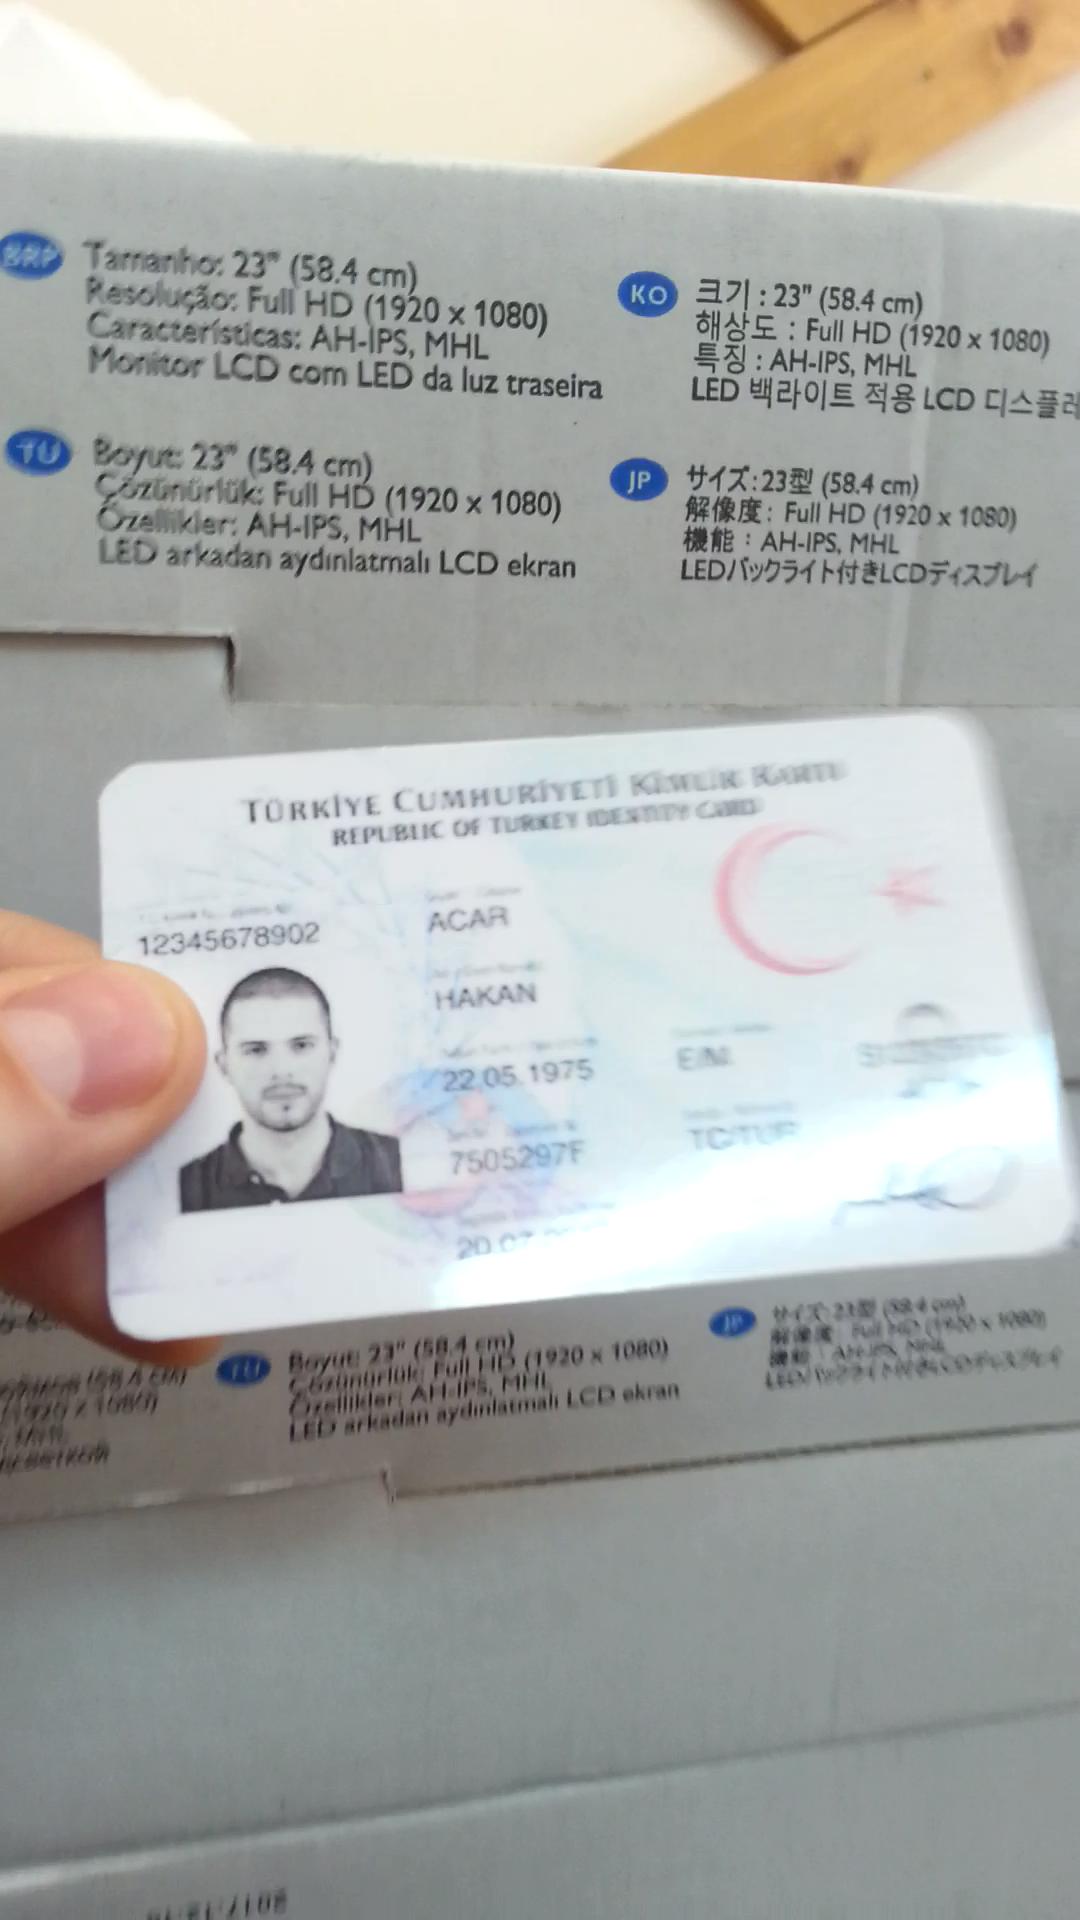 BRP Tamanho: 23" (58.4 cm)
Resolução: Full HD (1920 x 1080)
Características: AH-IPS, MHL
Monitor LCD com LED da luz traseira
KO 크기 : 23" (58.4 cm)
해상도 : Full HD (1920 x 1080)
특징 : AH-IPS, MHL
LED 백라이트 적용 LCD 디스플레
TU Boyut: 23" (58.4 cm)
Çözünürlük: Full HD (1920 x 1080)
Özellikler: AH-IPS, MHL
LED arkadan aydınlatmalı LCD ekran
JP サイズ:23型 (58.4 cm)
解像度: Full HD (1920 x 1080)
機能：AH-IPS, MHL
LEDバックライト付きLCDディスプレイ
TÜRKİYE CUMHURİYETİ KİMLİK KARTI
REPUBLIC OF TURKEY IDENTITY CARD
12345678902
ACAR
HAKAN
22.05.1975
E/M
7505297F
TC/TUR
20.07
TU Boyut: 23" (58.4 cm)
Çözünürlük: Full HD (1920 x 1080)
Özellikler: AH-IPS, MHL
LED arkadan aydınlatmalı LCD ekran
JP サイズ:23型 (58.4 cm)
解像度: Full HD (1920 x 1080)
機能：AH-IPS, MHL
LEDバックライト付きLCDディスプレイ
(58.4 cm)
(1920 x 1080)